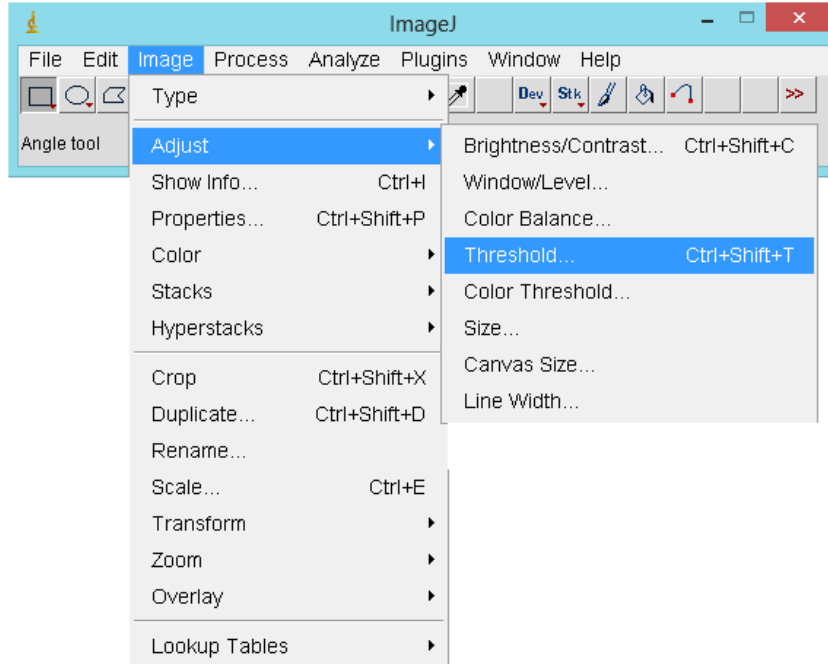 ImageJ
File Edit Image Process Analyze Plugins Window Help
Dev Stk >>
Angle tool
Type
Adjust
Show Info... Ctrl+I
Properties... Ctrl+Shift+P
Color
Stacks
Hyperstacks
Crop Ctrl+Shift+X
Duplicate... Ctrl+Shift+D
Rename...
Scale... Ctrl+E
Transform
Zoom
Overlay
Lookup Tables
Brightness/Contrast... Ctrl+Shift+C
Window/Level...
Color Balance...
Threshold... Ctrl+Shift+T
Color Threshold...
Size...
Canvas Size...
Line Width...